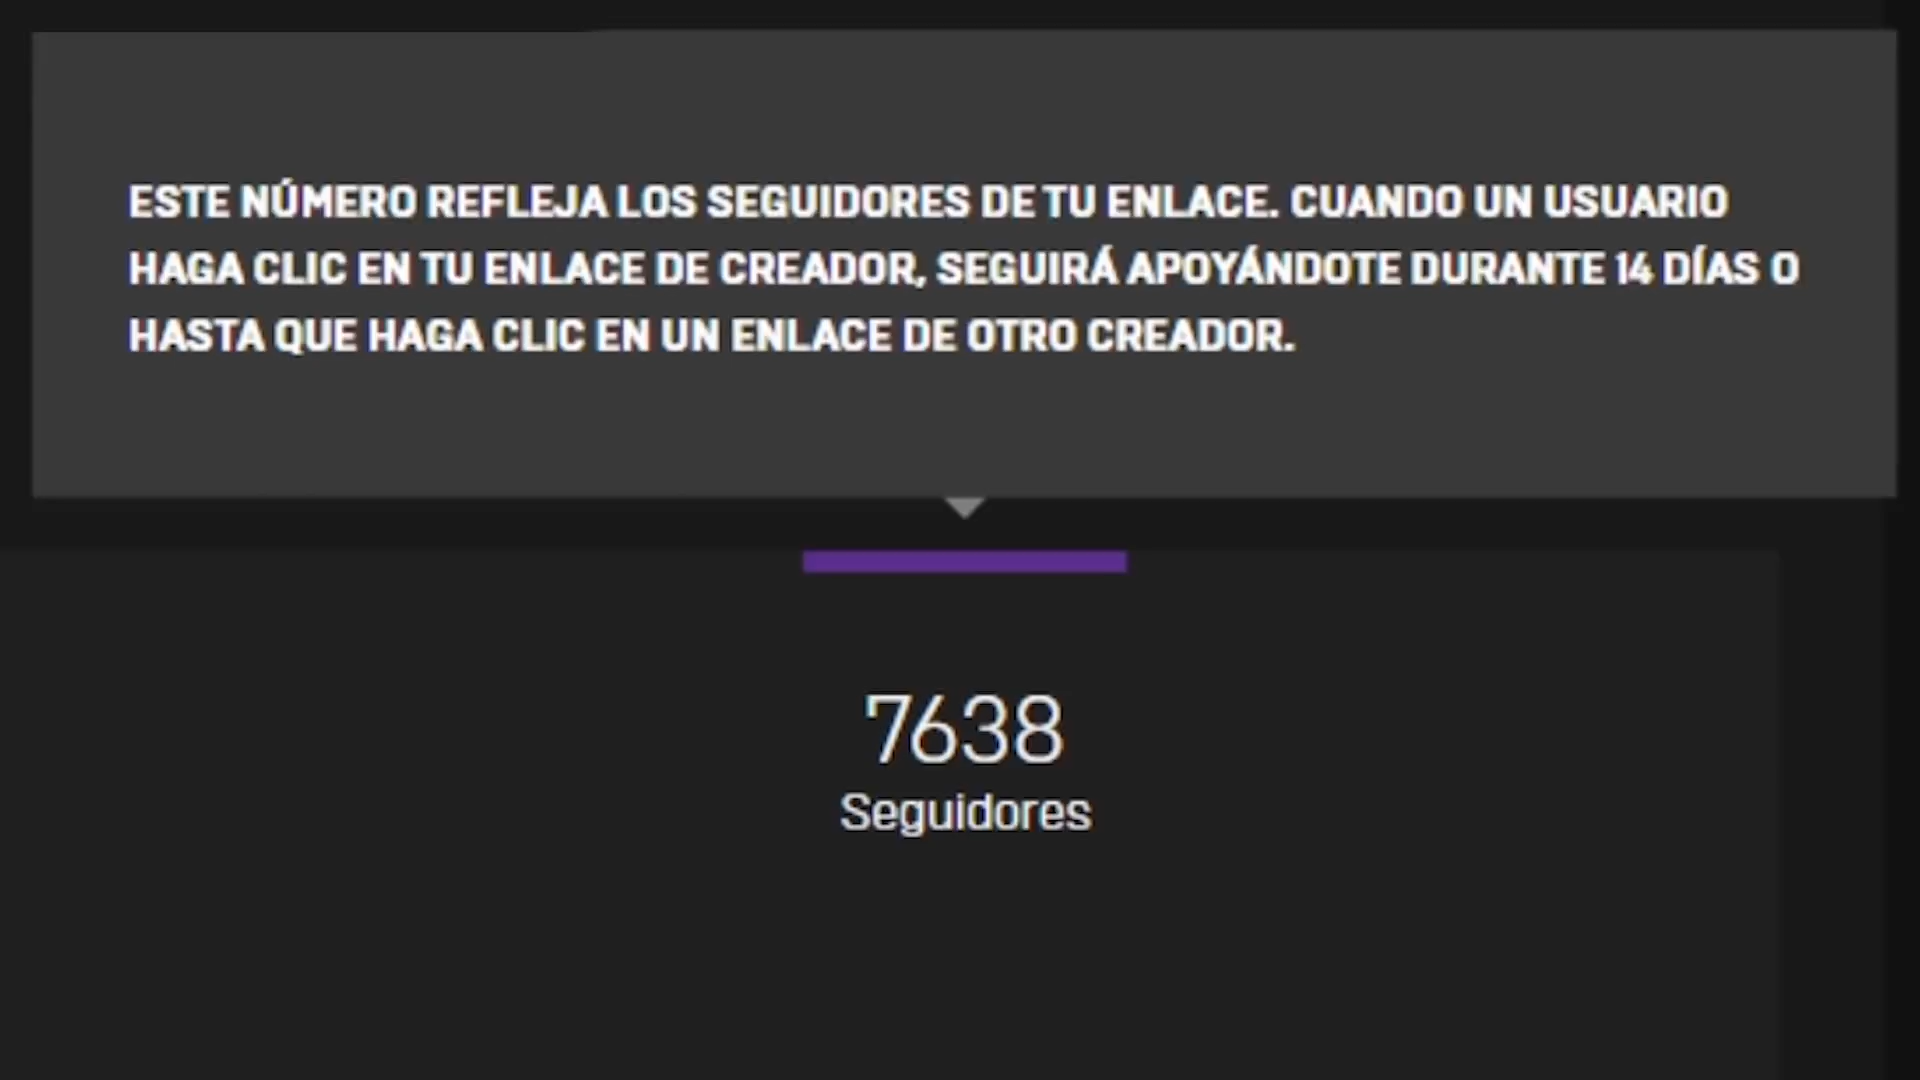 ESTE NÚMERO REFLEJA LOS SEGUIDORES DE TU ENLACE. CUANDO UN USUARIO
HAGA CLIC EN TU ENLACE DE CREADOR, SEGUIRÁ APOYÁNDOTE DURANTE 14 DÍAS O
HASTA QUE HAGA CLIC EN UN ENLACE DE OTRO CREADOR.
7638
Seguidores